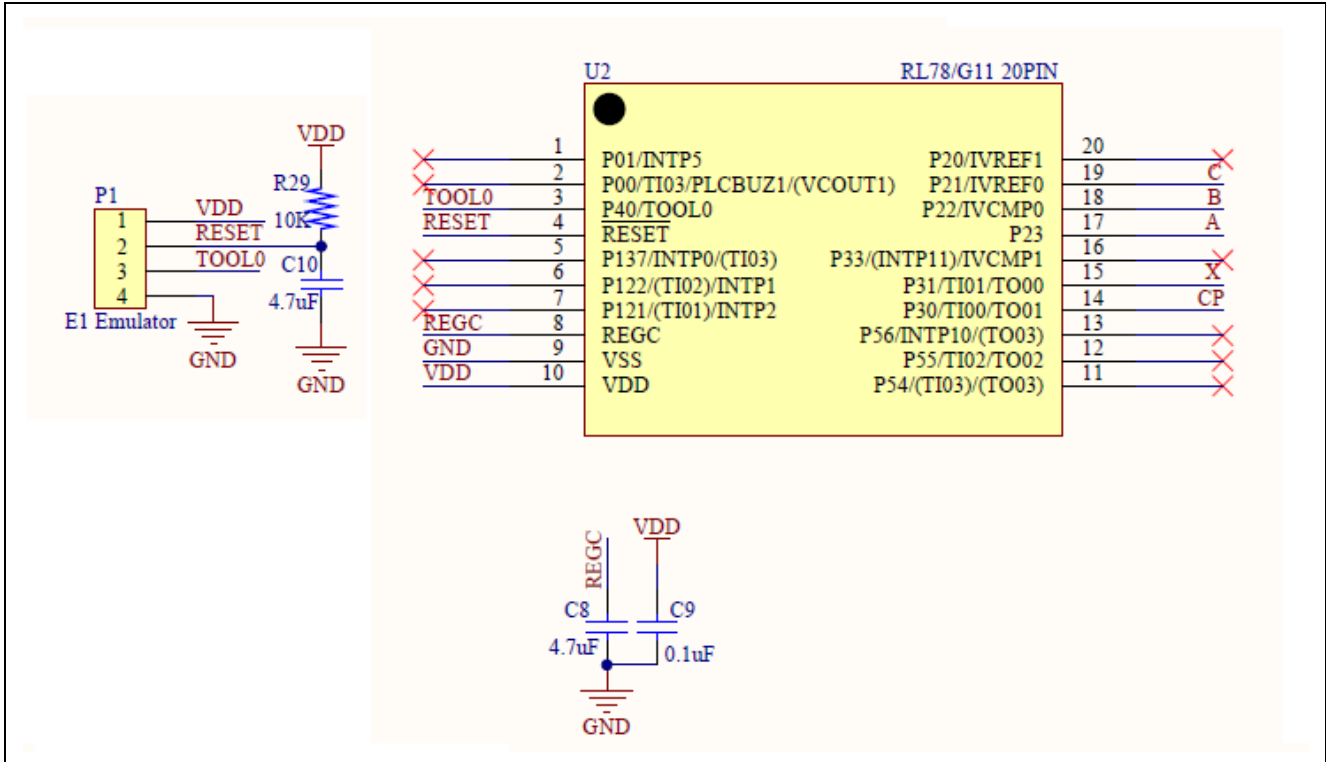 U2
RL78/G11 20PIN
VDD
R29
10K
P1
1
VDD
2
RESET
3
TOOL0
4
E1 Emulator
GND
C10
4.7uF
GND
1
P01/INTP5
2
P00/TI03/PLCBUZ1/(VCOUT1)
TOOL0
3
P40/TOOL0
RESET
4
RESET
5
P137/INTP0/(TI03)
6
P122/(TI02)/INTP1
7
P121/(TI01)/INTP2
REGC
8
REGC
GND
9
VSS
VDD
10
VDD
P20/IVREF1
20
P21/IVREF0
19
C
P22/IVCMP0
18
B
P23
17
A
P33/(INTP11)/IVCMP1
16
P31/TI01/TO00
15
X
P30/TI00/TO01
14
CP
P56/INTP10/(TO03)
13
P55/TI02/TO02
12
P54/(TI03)/(TO03)
11
REGC
VDD
C8
4.7uF
C9
0.1uF
GND